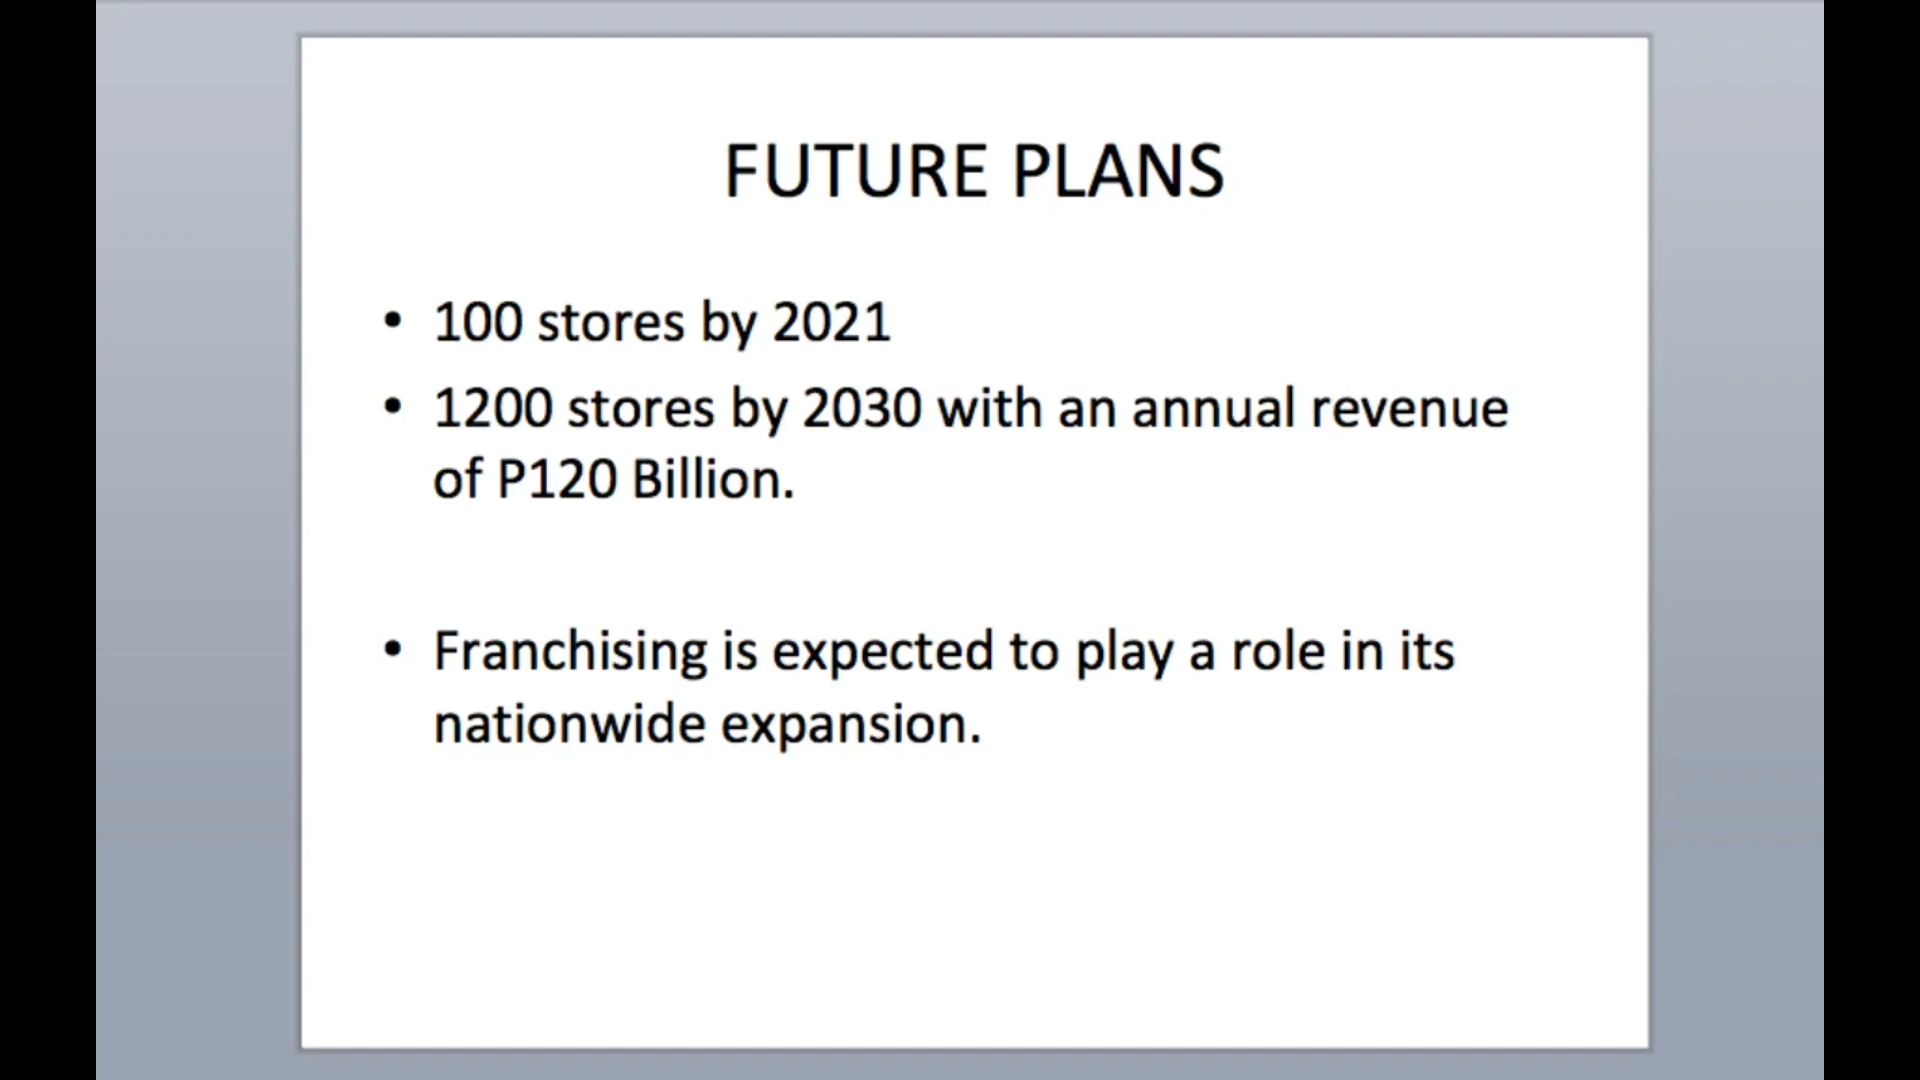 FUTURE PLANS
• 100 stores by 2021
• 1200 stores by 2030 with an annual revenue
of P120 Billion.
• Franchising is expected to play a role in its
nationwide expansion.